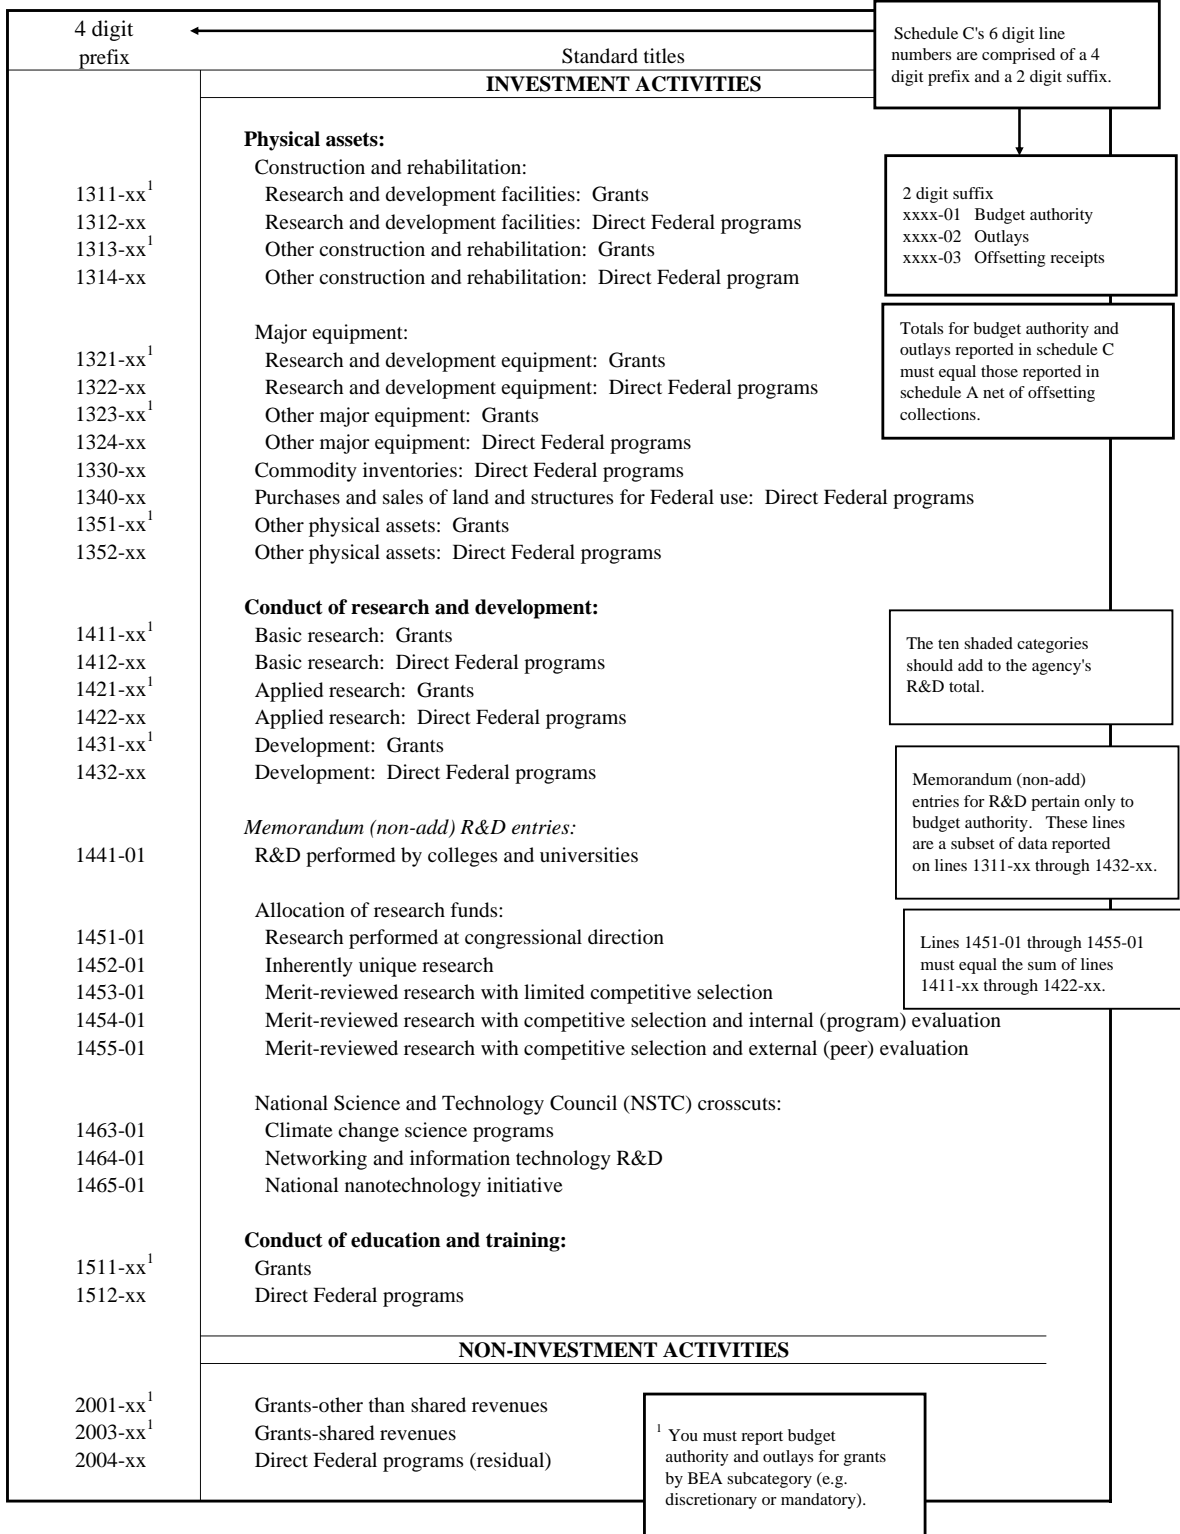 4 digit
prefix
Standard titles
Schedule C's 6 digit line
numbers are comprised of a 4
digit prefix and a 2 digit suffix.
INVESTMENT ACTIVITIES
Physical assets:
Construction and rehabilitation:
1311-xx¹ Research and development facilities: Grants
1312-xx Research and development facilities: Direct Federal programs
1313-xx¹ Other construction and rehabilitation: Grants
1314-xx Other construction and rehabilitation: Direct Federal program
2 digit suffix
xxxx-01 Budget authority
xxxx-02 Outlays
xxxx-03 Offsetting receipts
Major equipment:
1321-xx¹ Research and development equipment: Grants
1322-xx Research and development equipment: Direct Federal programs
1323-xx¹ Other major equipment: Grants
1324-xx Other major equipment: Direct Federal programs
Totals for budget authority and
outlays reported in schedule C
must equal those reported in
schedule A net of offsetting
collections.
1330-xx Commodity inventories: Direct Federal programs
1340-xx Purchases and sales of land and structures for Federal use: Direct Federal programs
1351-xx¹ Other physical assets: Grants
1352-xx Other physical assets: Direct Federal programs
Conduct of research and development:
1411-xx¹ Basic research: Grants
1412-xx Basic research: Direct Federal programs
1421-xx¹ Applied research: Grants
1422-xx Applied research: Direct Federal programs
1431-xx¹ Development: Grants
1432-xx Development: Direct Federal programs
The ten shaded categories
should add to the agency's
R&D total.
Memorandum (non-add)
entries for R&D pertain only to
budget authority. These lines
are a subset of data reported
on lines 1311-xx through 1432-xx.
Memorandum (non-add) R&D entries:
1441-01 R&D performed by colleges and universities
Allocation of research funds:
1451-01 Research performed at congressional direction
1452-01 Inherently unique research
1453-01 Merit-reviewed research with limited competitive selection
1454-01 Merit-reviewed research with competitive selection and internal (program) evaluation
1455-01 Merit-reviewed research with competitive selection and external (peer) evaluation
Lines 1451-01 through 1455-01
must equal the sum of lines
1411-xx through 1422-xx.
National Science and Technology Council (NSTC) crosscuts:
1463-01 Climate change science programs
1464-01 Networking and information technology R&D
1465-01 National nanotechnology initiative
Conduct of education and training:
1511-xx¹ Grants
1512-xx Direct Federal programs
NON-INVESTMENT ACTIVITIES
2001-xx¹ Grants-other than shared revenues
2003-xx¹ Grants-shared revenues
2004-xx Direct Federal programs (residual)
¹ You must report budget
authority and outlays for grants
by BEA subcategory (e.g.
discretionary or mandatory).